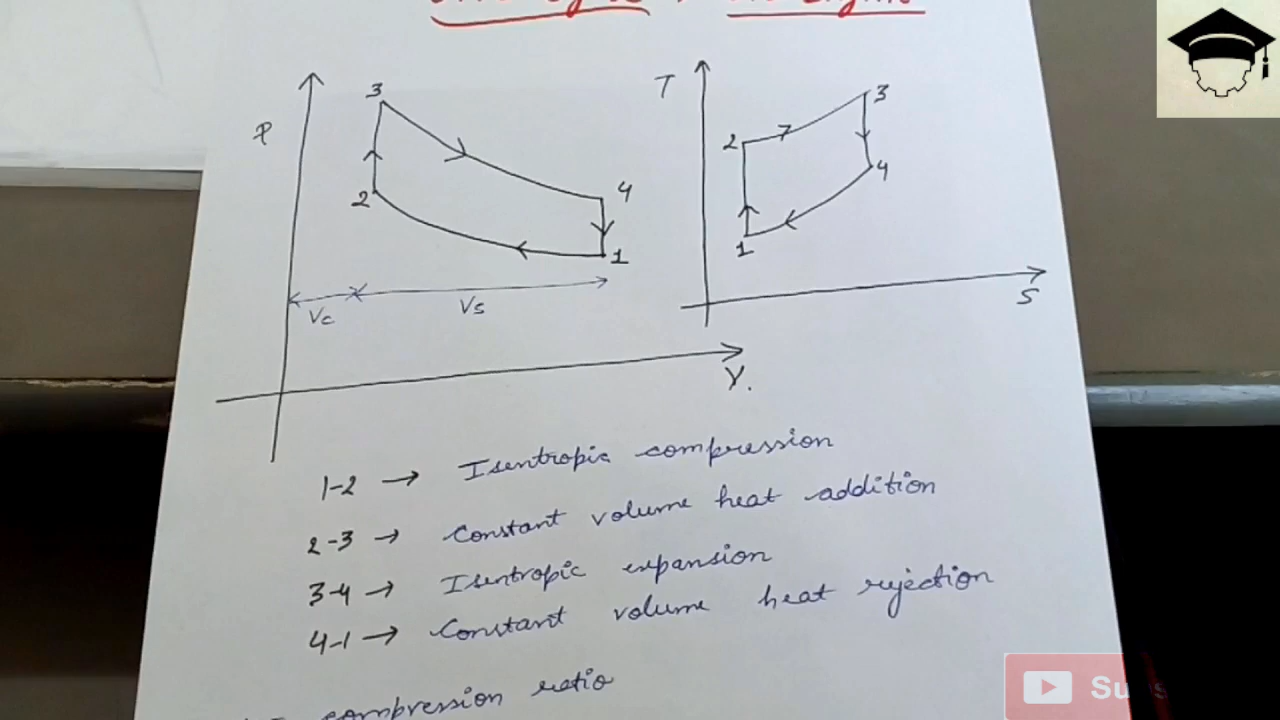 3
P
4
2
1
Vc Vs
V.
T
3
2
4
1
S
1-2 → Isentropic compression
2-3 → Constant volume heat addition
3-4 → Isentropic expansion
4-1 → Constant volume heat rejection
compression ratio
Subs